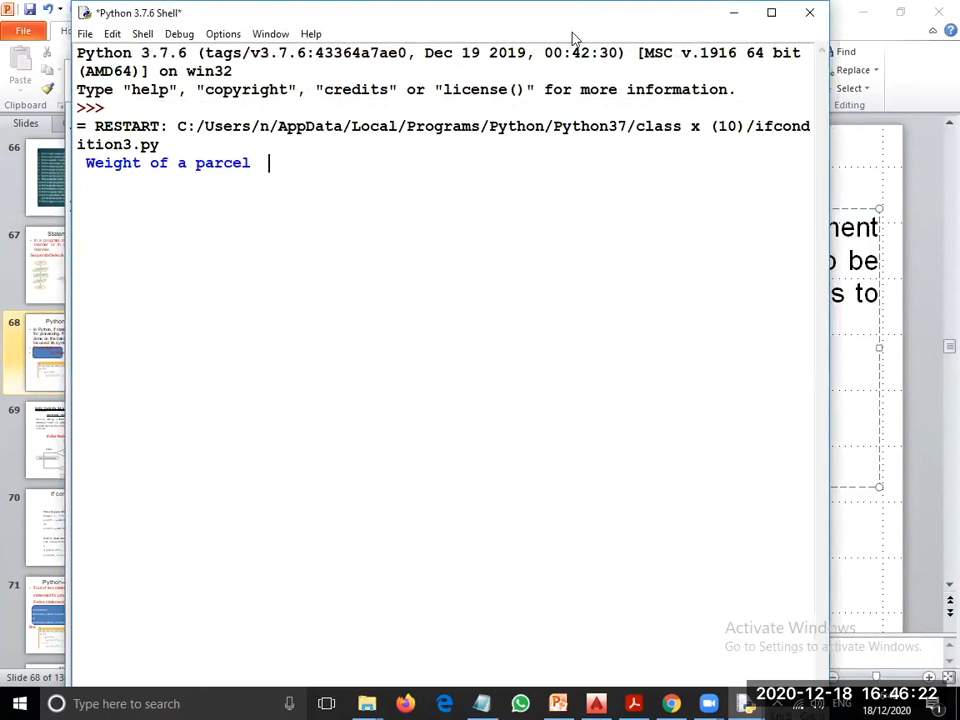 *Python 3.7.6 Shell*
File Edit Shell Debug Options Window Help
Python 3.7.6 (tags/v3.7.6:43364a7ae0, Dec 19 2019, 00:42:30) [MSC v.1916 64 bit
(AMD64)] on win32
Type "help", "copyright", "credits" or "license()" for more information.
>>>
= RESTART: C:/Users/n/AppData/Local/Programs/Python/Python37/class x (10)/ifcond
ition3.py
Weight of a parcel
File
Paste
Slides
66
67
68
69
70
71
Find
Replace
Select
Editing
ment
o be
s to
Activate Windows
Go to Settings to activate Windows.
Slide 68 of 13
Type here to search
2020-12-18 16:46:22
ENG
18/12/2020